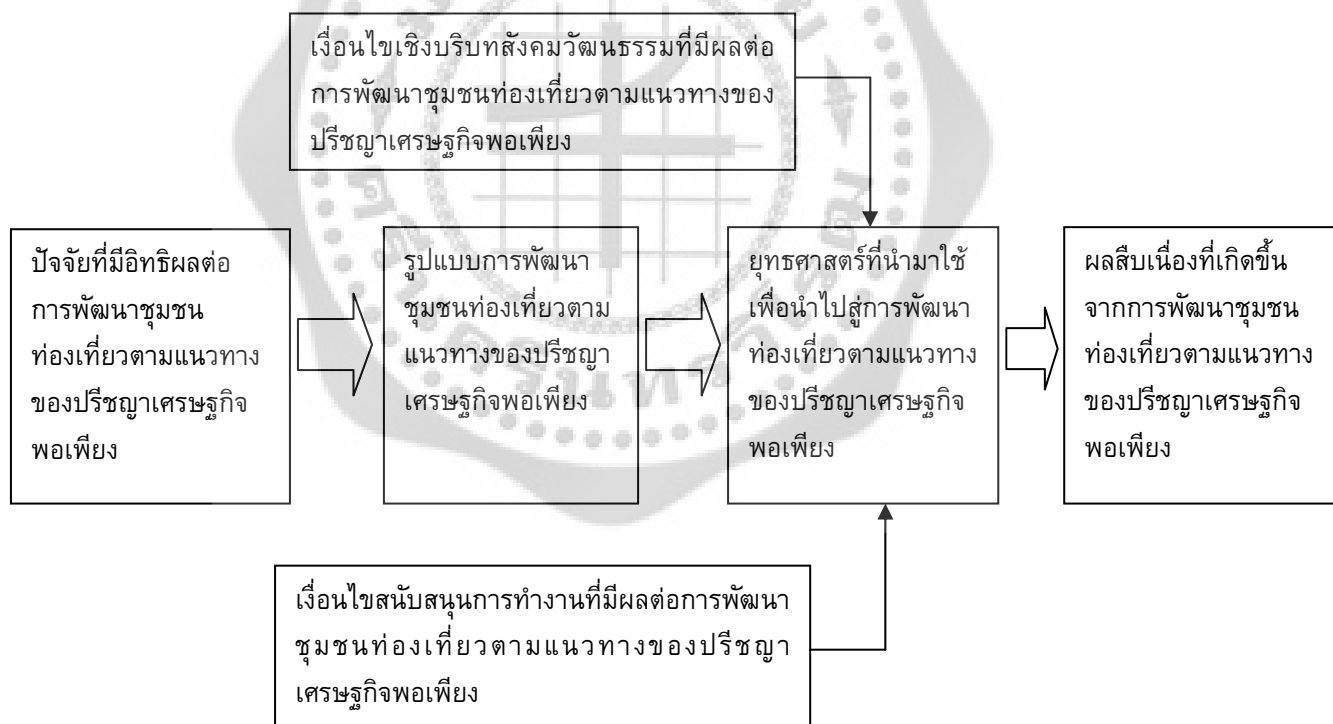 เงื่อนไขเชิงบริบทสังคมวัฒนธรรมที่มีผลต่อ
การพัฒนาชุมชนท่องเที่ยวตามแนวทางของ
ปรีชญาเศรษฐกิจพอเพียง
ปัจจัยที่มีอิทธิผลต่อ
การพัฒนาชุมชน
ท่องเที่ยวตามแนวทาง
ของปรีชญาเศรษฐกิจ
พอเพียง
รูปแบบการพัฒนา
ชุมชนท่องเที่ยวตาม
แนวทางของปรีชญา
เศรษฐกิจพอเพียง
ยุทธศาสตร์ที่นำมาใช้
เพื่อนำไปสู่การพัฒนา
ท่องเที่ยวตามแนวทาง
ของปรีชญาเศรษฐกิจ
พอเพียง
ผลสืบเนื่องที่เกิดขึ้น
จากการพัฒนาชุมชน
ท่องเที่ยวตามแนวทาง
ของปรีชญาเศรษฐกิจ
พอเพียง
เงื่อนไขสนับสนุนการทำงานที่มีผลต่อการพัฒนา
ชุมชนท่องเที่ยวตามแนวทางของปรีชญา
เศรษฐกิจพอเพียง